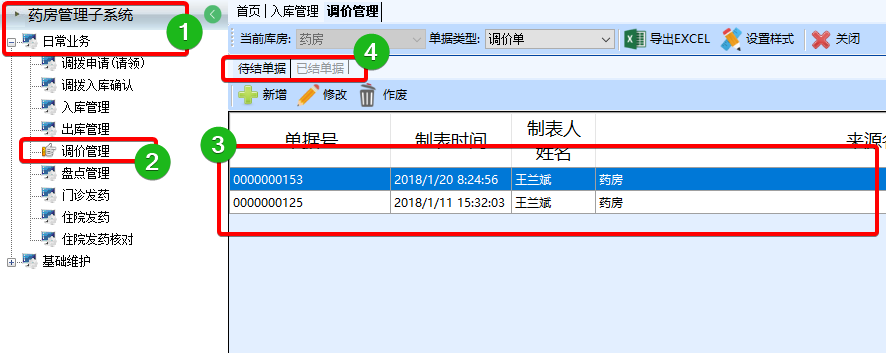 药房管理子系统
1
日常业务
调拨申请(请领)
调拨入库确认
入库管理
出库管理
调价管理
2
盘点管理
门诊发药
住院发药
住院发药核对
基础维护
首页 入库管理 调价管理
当前库房: 药房 单据类型: 调价单 导出EXCEL 设置样式 关闭
4
待结单据 已结单据
新增 修改 作废
3
单据号 制表时间 制表人姓名
0000000153 2018/1/20 8:24:56 王兰斌 药房
0000000125 2018/1/11 15:32:03 王兰斌 药房